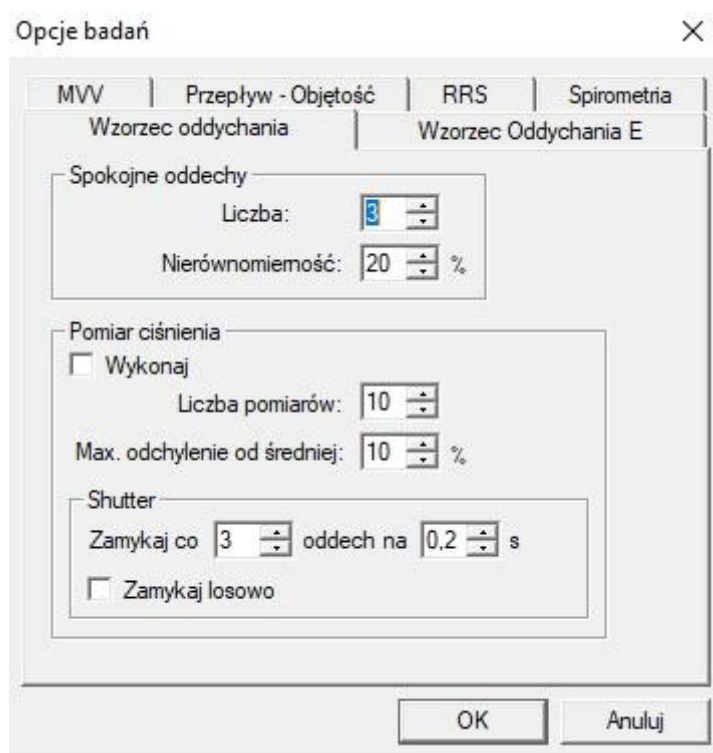 Opcje badań
MVV Przepływ - Objętość RRS Spirometria
Wzorzec oddychania Wzorzec Oddychania E
Spokojne oddechy
Liczba: 3
Nierównomierność: 20 %
Pomiar ciśnienia
Wykonaj
Liczba pomiarów: 10
Max. odchylenie od średniej: 10 %
Shutter
Zamykaj co 3 oddech na 0,2 s
Zamykaj losowo
OK Anuluj